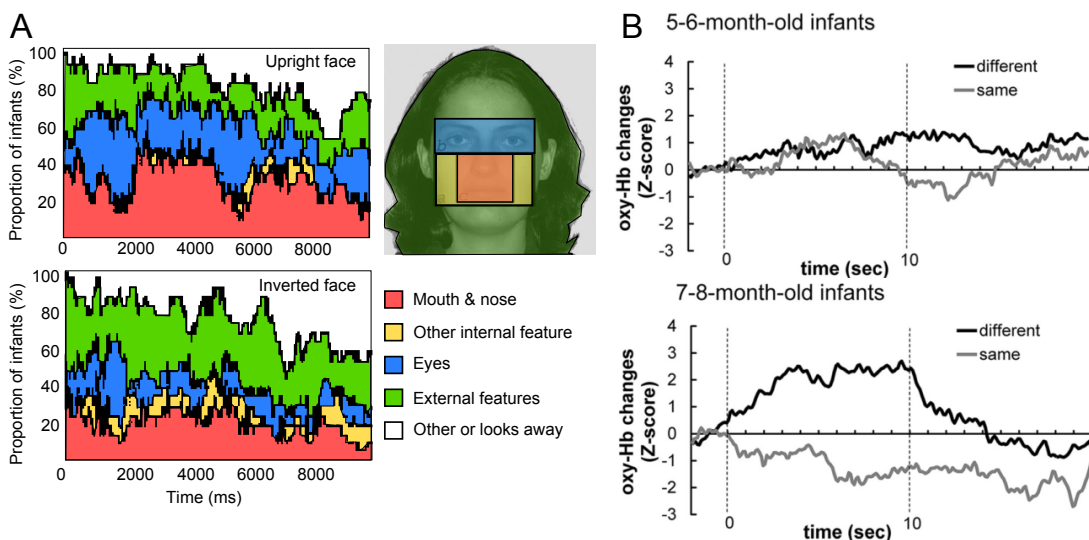 A
Proportion of infants (%)
100
80
60
40
20
Upright face
0 2000 4000 6000 8000
b
a
Proportion of infants (%)
100
80
60
40
20
Inverted face
0 2000 4000 6000 8000
Time (ms)
Mouth & nose
Other internal feature
Eyes
External features
Other or looks away
B
5-6-month-old infants
oxy-Hb changes
(Z-score)
4
3
2
1
0
-1
-2
-3
different
same
0 10
time (sec)
7-8-month-old infants
oxy-Hb changes
(Z-score)
4
3
2
1
0
-1
-2
-3
different
same
0 10
time (sec)